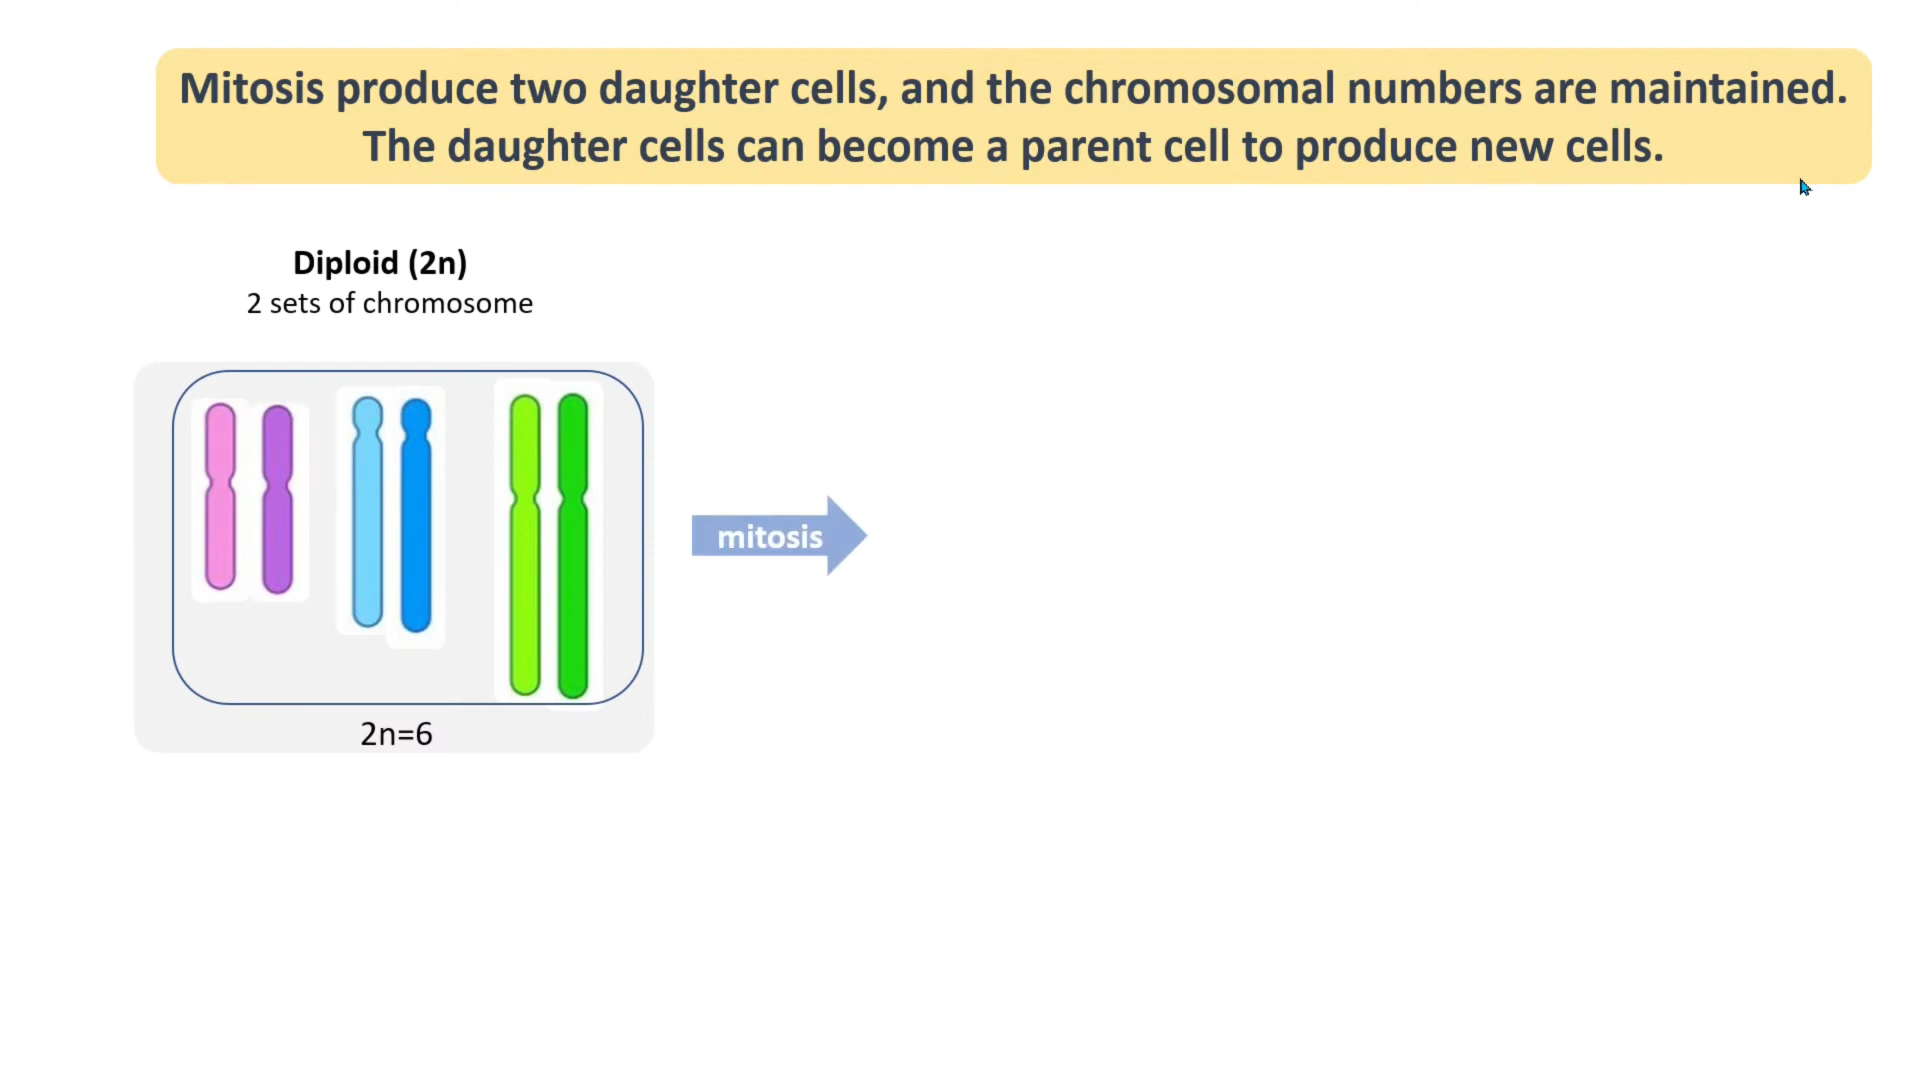 Mitosis produce two daughter cells, and the chromosomal numbers are maintained.
The daughter cells can become a parent cell to produce new cells.
Diploid (2n)
2 sets of chromosome
mitosis
2n=6